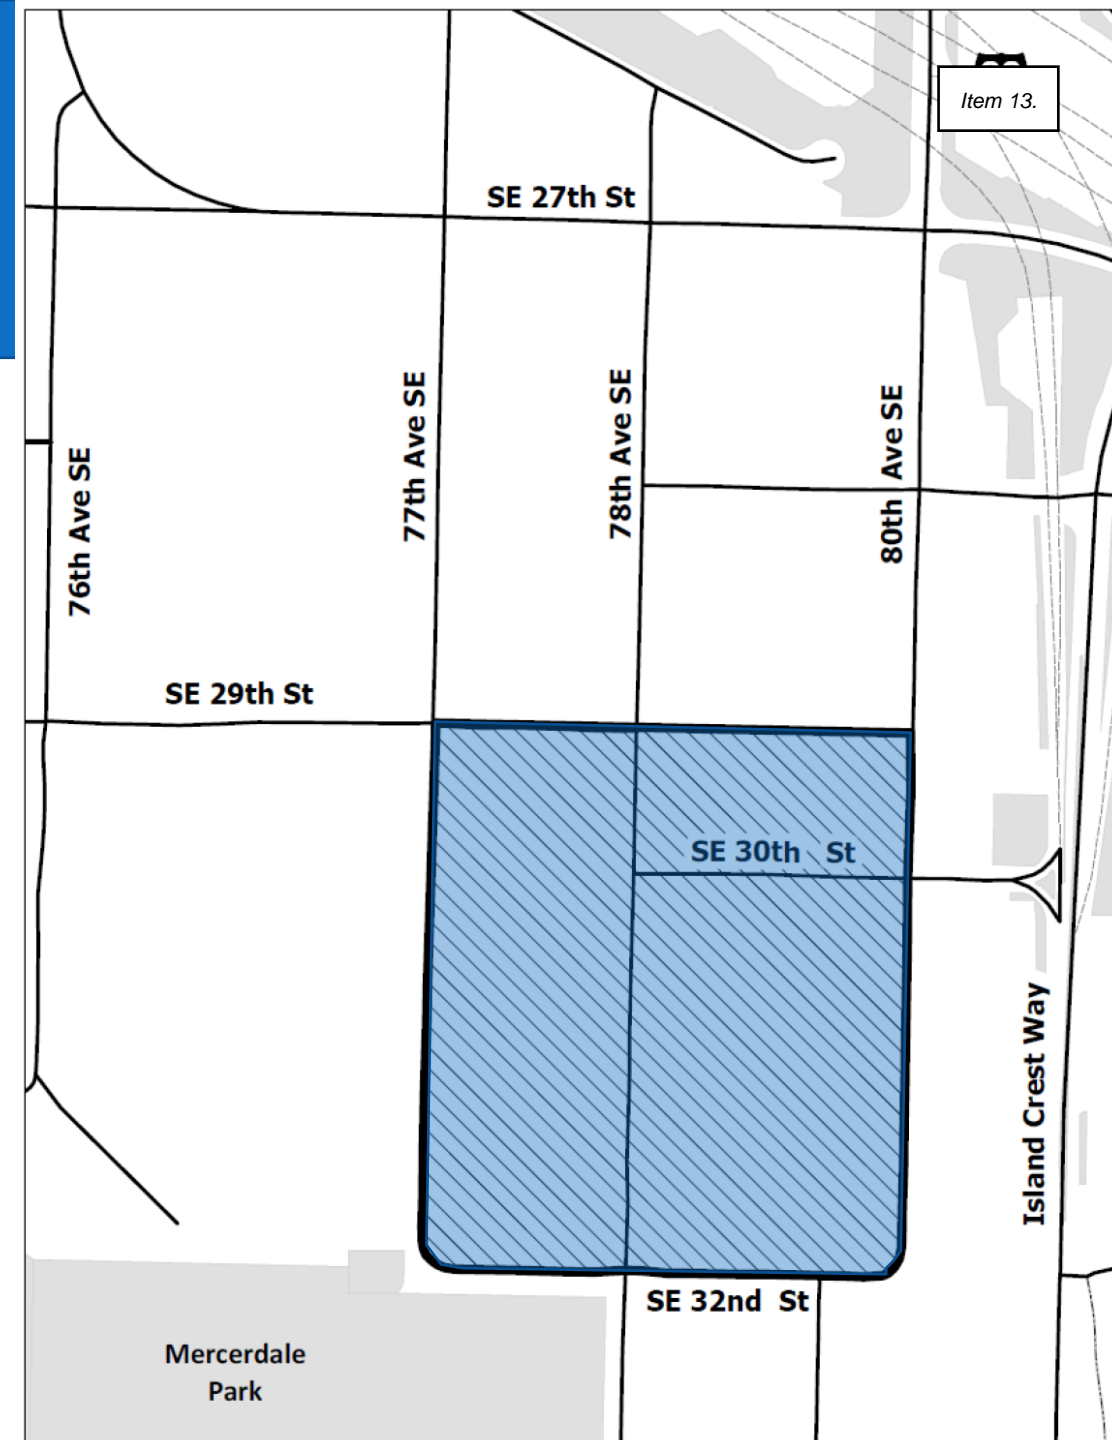 Item 13.
SE 27th St
76th Ave SE
77th Ave SE
78th Ave SE
80th Ave SE
SE 29th St
SE 30th St
Island Crest Way
SE 32nd St
Mercerdale
Park